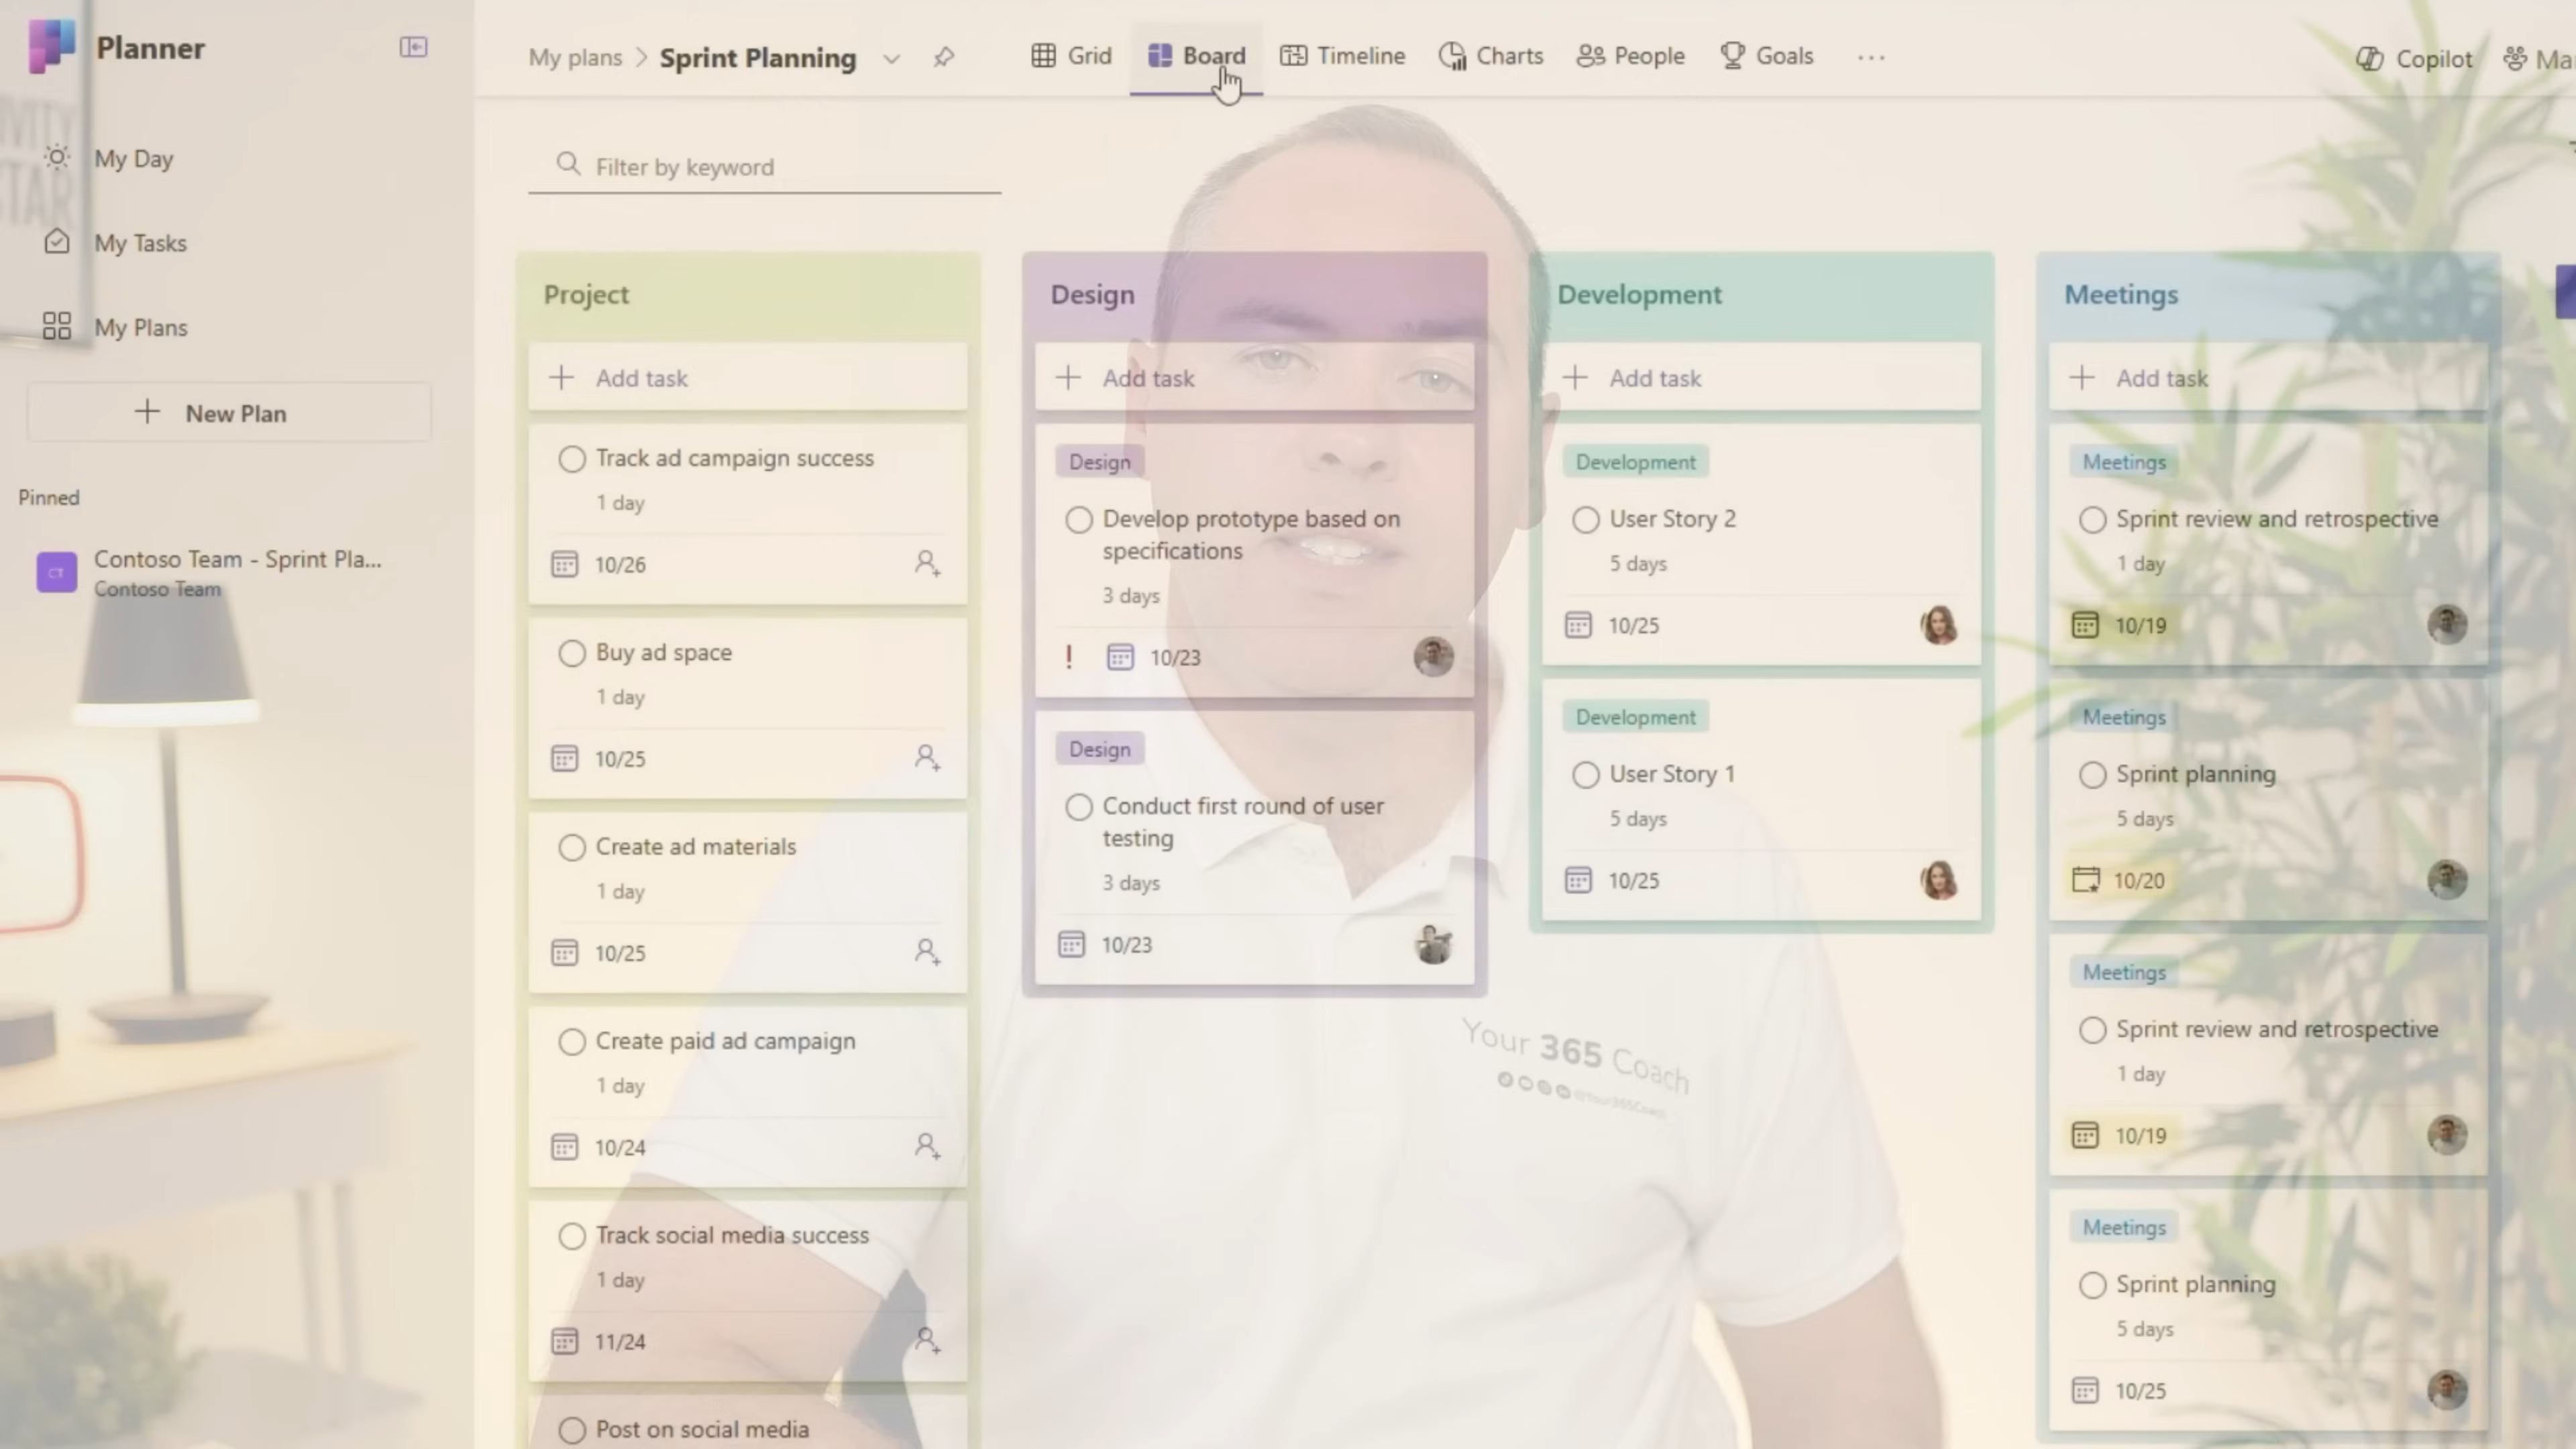 Planner
My Day
My Tasks
My Plans
New Plan
Pinned
CT
Contoso Team - Sprint Pla...
Contoso Team
My plans > Sprint Planning
Grid
Board
Timeline
Charts
People
Goals
...
Copilot
Filter by keyword
Project
Add task
Track ad campaign success
1 day
10/26
Buy ad space
1 day
10/25
Create ad materials
1 day
10/25
Create paid ad campaign
1 day
10/24
Track social media success
1 day
11/24
Post on social media
Design
Add task
Design
Develop prototype based on
specifications
3 days
! 10/23
Design
Conduct first round of user
testing
3 days
10/23
Development
Add task
Development
User Story 2
5 days
10/25
Development
User Story 1
5 days
10/25
Meetings
Add task
Meetings
Sprint review and retrospective
1 day
10/19
Meetings
Sprint planning
5 days
10/20
Meetings
Sprint review and retrospective
1 day
10/19
Meetings
Sprint planning
5 days
10/25
Your 365 Coach
@Your365Coach